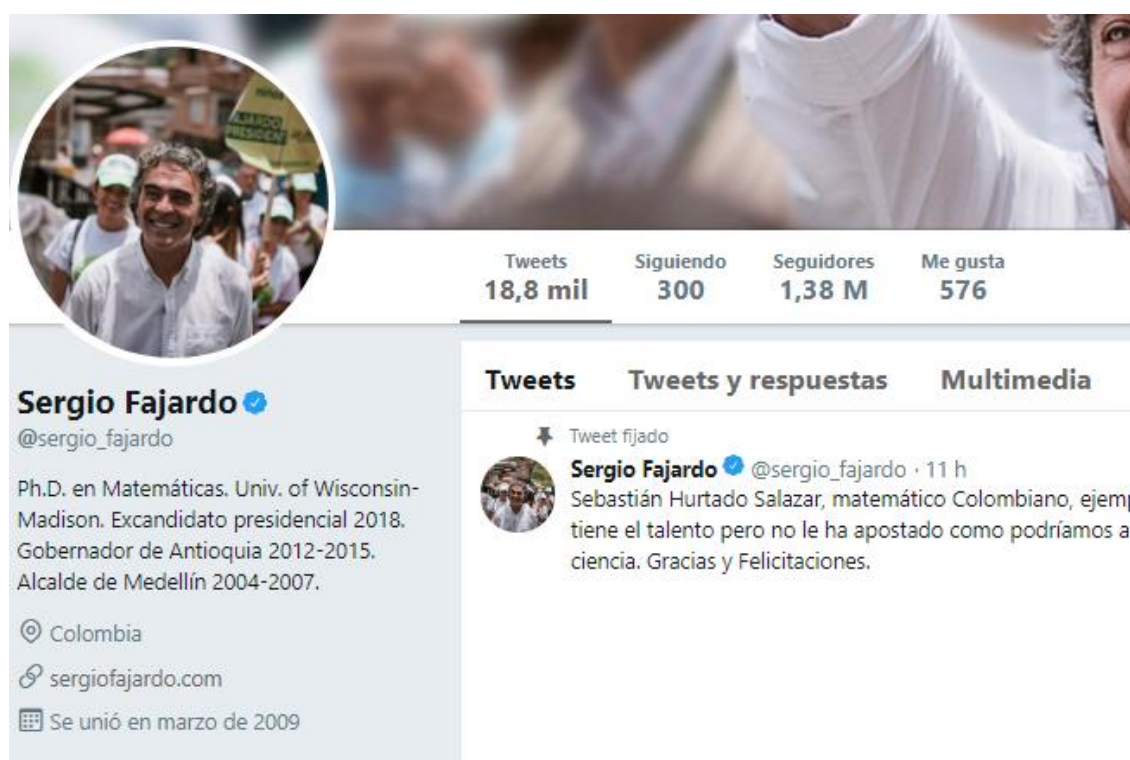 FAJARDO
PRESIDENT
Tweets
18,8 mil
Siguiendo
300
Seguidores
1,38 M
Me gusta
576
Sergio Fajardo
@sergio_fajardo
Ph.D. en Matemáticas. Univ. of Wisconsin-
Madison. Excandidato presidencial 2018.
Gobernador de Antioquia 2012-2015.
Alcalde de Medellín 2004-2007.
Colombia
sergiofajardo.com
Se unió en marzo de 2009
Tweets Tweets y respuestas Multimedia
Tweet fijado
Sergio Fajardo @sergio_fajardo · 11 h
Sebastián Hurtado Salazar, matemático Colombiano, ejemp
tiene el talento pero no le ha apostado como podríamos a
ciencia. Gracias y Felicitaciones.